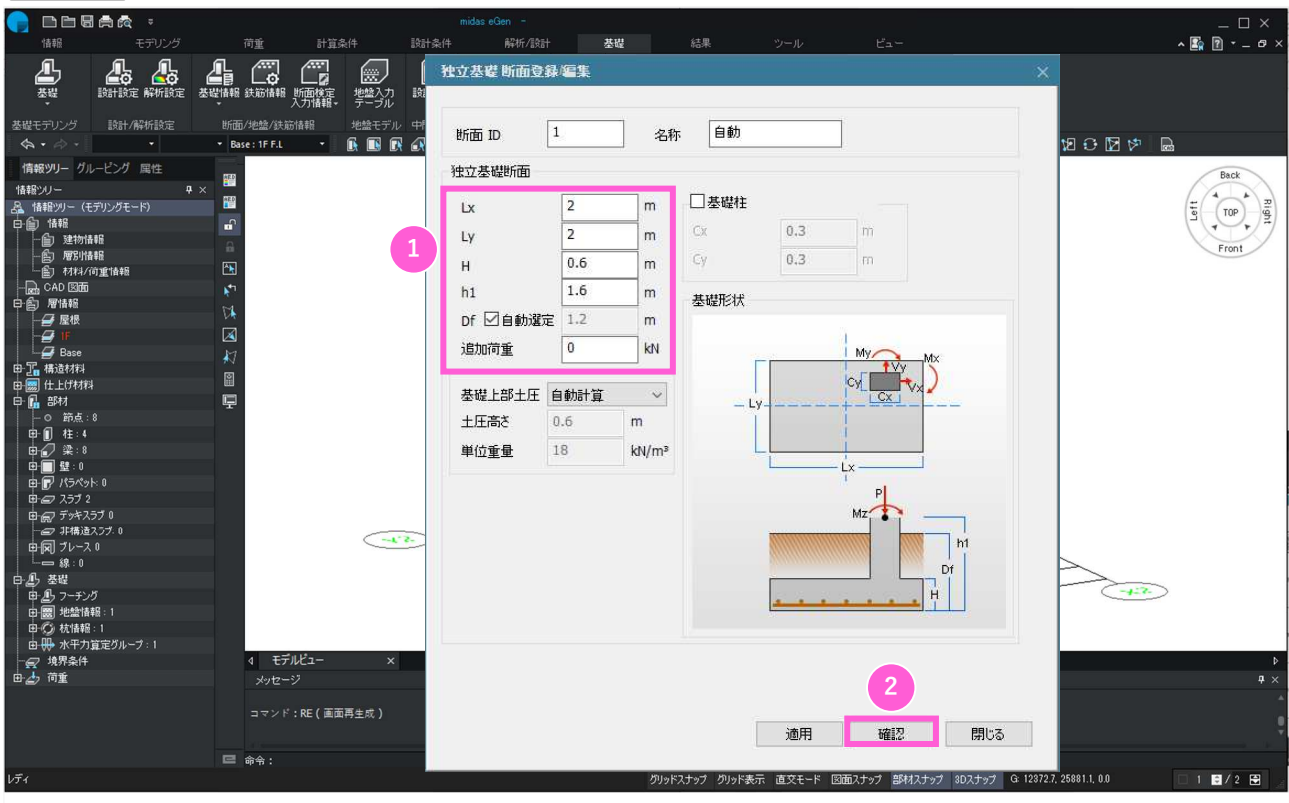 midas eGen -
情報 モデリング 荷重 計算条件 設計条件 解析/設計 基礎 結果 ツール ビュー
基礎 設計設定 解析設定 基礎情報 鉄筋情報 断面検定 入力情報 地盤入力 テーブル
基礎モデリング 設計/解析設定 断面/地盤/鉄筋情報 地盤モデル
Base : 1F F.L
情報ツリー グルーピング 属性
情報ツリー
情報ツリー (モデリングモード)
情報
建物情報
層別情報
材料/荷重情報
CAD 図面
層情報
屋根
1F
Base
構造材料
仕上げ材料
部材
節点 : 8
柱 : 4
梁 : 8
壁 : 0
パラペット: 0
スラブ 2
デッキスラブ 0
非構造スラブ. 0
ブレース 0
線 : 0
基礎
フーチング
地盤情報 : 1
杭情報 : 1
水平力算定グループ : 1
境界条件
荷重
独立基礎 断面登録/編集
断面 ID 1 名称 自動
独立基礎断面
1
Lx 2 m
Ly 2 m
H 0.6 m
h1 1.6 m
Df 自動選定 1.2 m
追加荷重 0 kN
基礎上部土圧 自動計算
土圧高さ 0.6 m
単位重量 18 kN/m³
基礎柱
Cx 0.3 m
Cy 0.3 m
基礎形状
My Mx
Vy
Cy Vx
Cx
Ly
Lx
P
Mz
h1
Df
H
2
適用 確認 閉じる
Back
Left TOP Right
Front
モデルビュー
メッセージ
コマンド : RE ( 画面再生成 )
命令 :
レディ
グリッドスナップ グリッド表示 直交モード 図面スナップ 部材スナップ 3Dスナップ G: 12372.7, 25881.1, 0.0 1 / 2